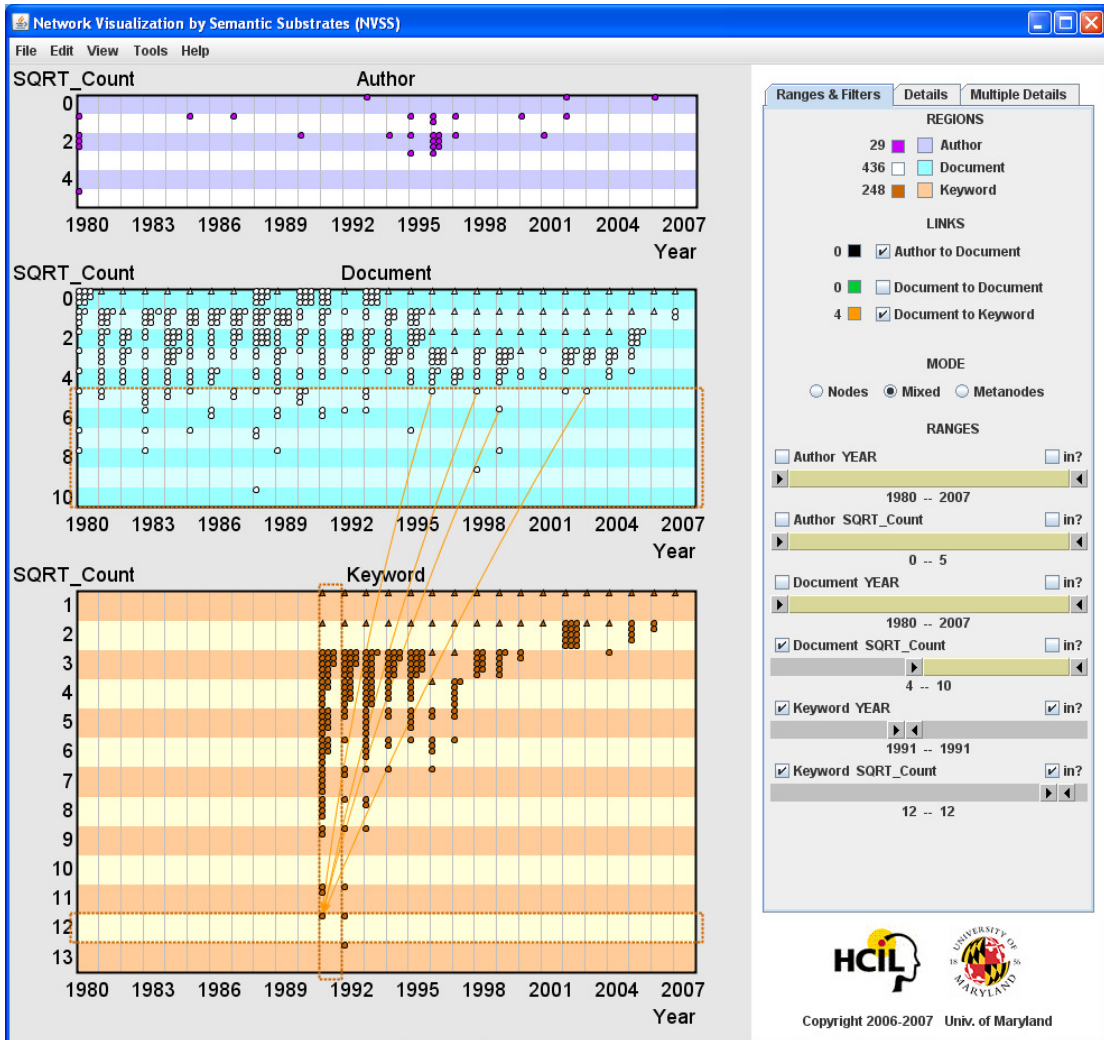 Network Visualization by Semantic Substrates (NVSS)
File Edit View Tools Help
SQRT_Count Author
0
2
4
1980 1983 1986 1989 1992 1995 1998 2001 2004 2007
Year
SQRT_Count Document
0
2
4
6
8
10
1980 1983 1986 1989 1992 1995 1998 2001 2004 2007
Year
SQRT_Count Keyword
1
2
3
4
5
6
7
8
9
10
11
12
13
1980 1983 1986 1989 1992 1995 1998 2001 2004 2007
Year
Ranges & Filters Details Multiple Details
REGIONS
29 Author
436 Document
248 Keyword
LINKS
0 Author to Document
0 Document to Document
4 Document to Keyword
MODE
Nodes Mixed Metanodes
RANGES
Author YEAR in?
1980 -- 2007
Author SQRT_Count in?
0 -- 5
Document YEAR in?
1980 -- 2007
Document SQRT_Count in?
4 -- 10
Keyword YEAR in?
1991 -- 1991
Keyword SQRT_Count in?
12 -- 12
HCIL
UNIVERSITY OF
18 56
MARYLAND
Copyright 2006-2007 Univ. of Maryland